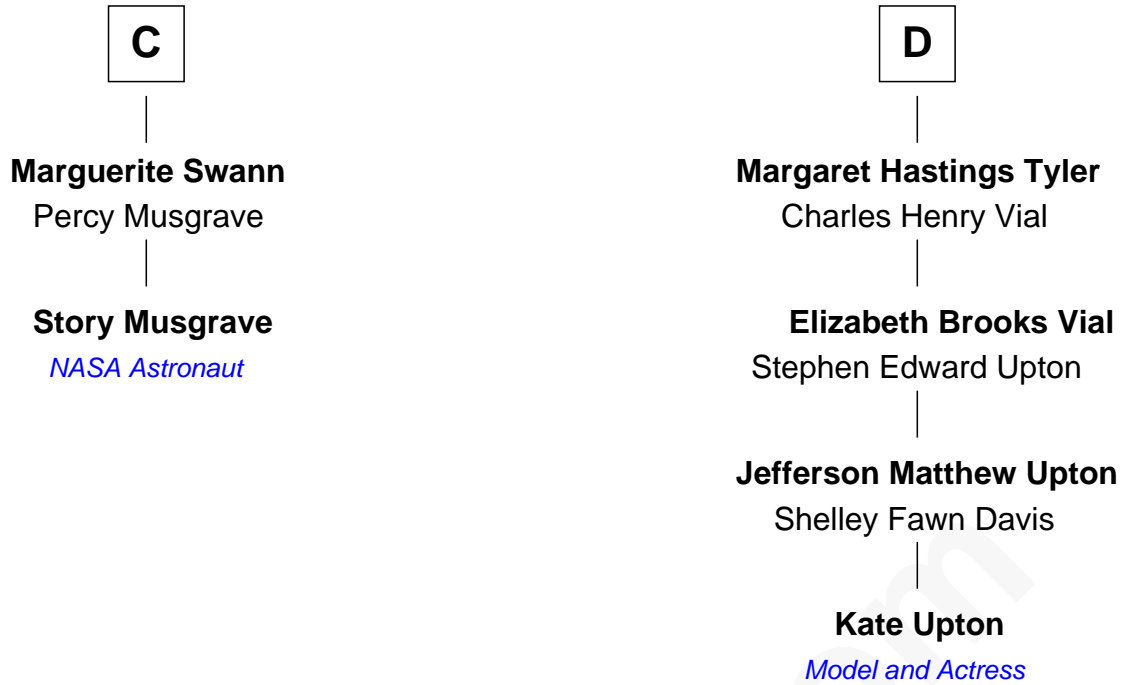 C
Marguerite Swann
Percy Musgrave
Story Musgrave
NASA Astronaut
D
Margaret Hastings Tyler
Charles Henry Vial
Elizabeth Brooks Vial
Stephen Edward Upton
Jefferson Matthew Upton
Shelley Fawn Davis
Kate Upton
Model and Actress